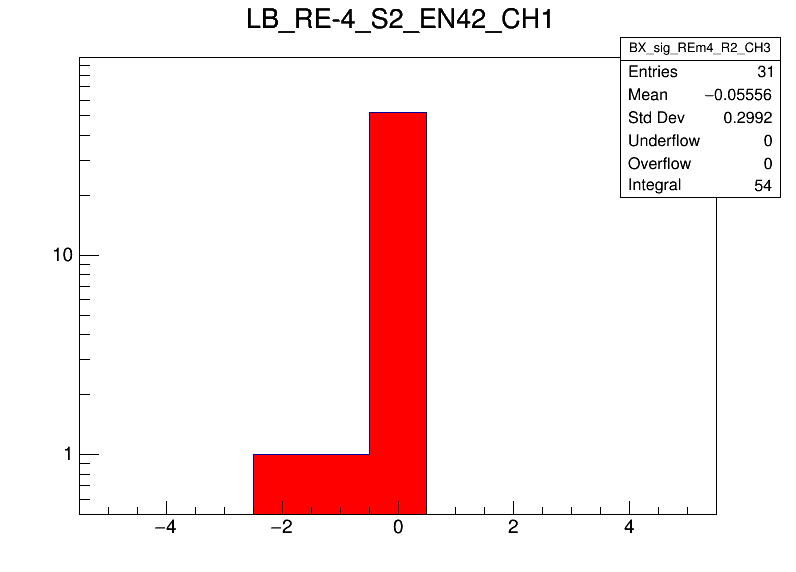 LB_RE-4_S2_EN42_CH1
BX_sig_REm4_R2_CH3
Entries 31
Mean −0.05556
Std Dev 0.2992
Underflow 0
Overflow 0
Integral 54
10
1
−4 −2 0 2 4